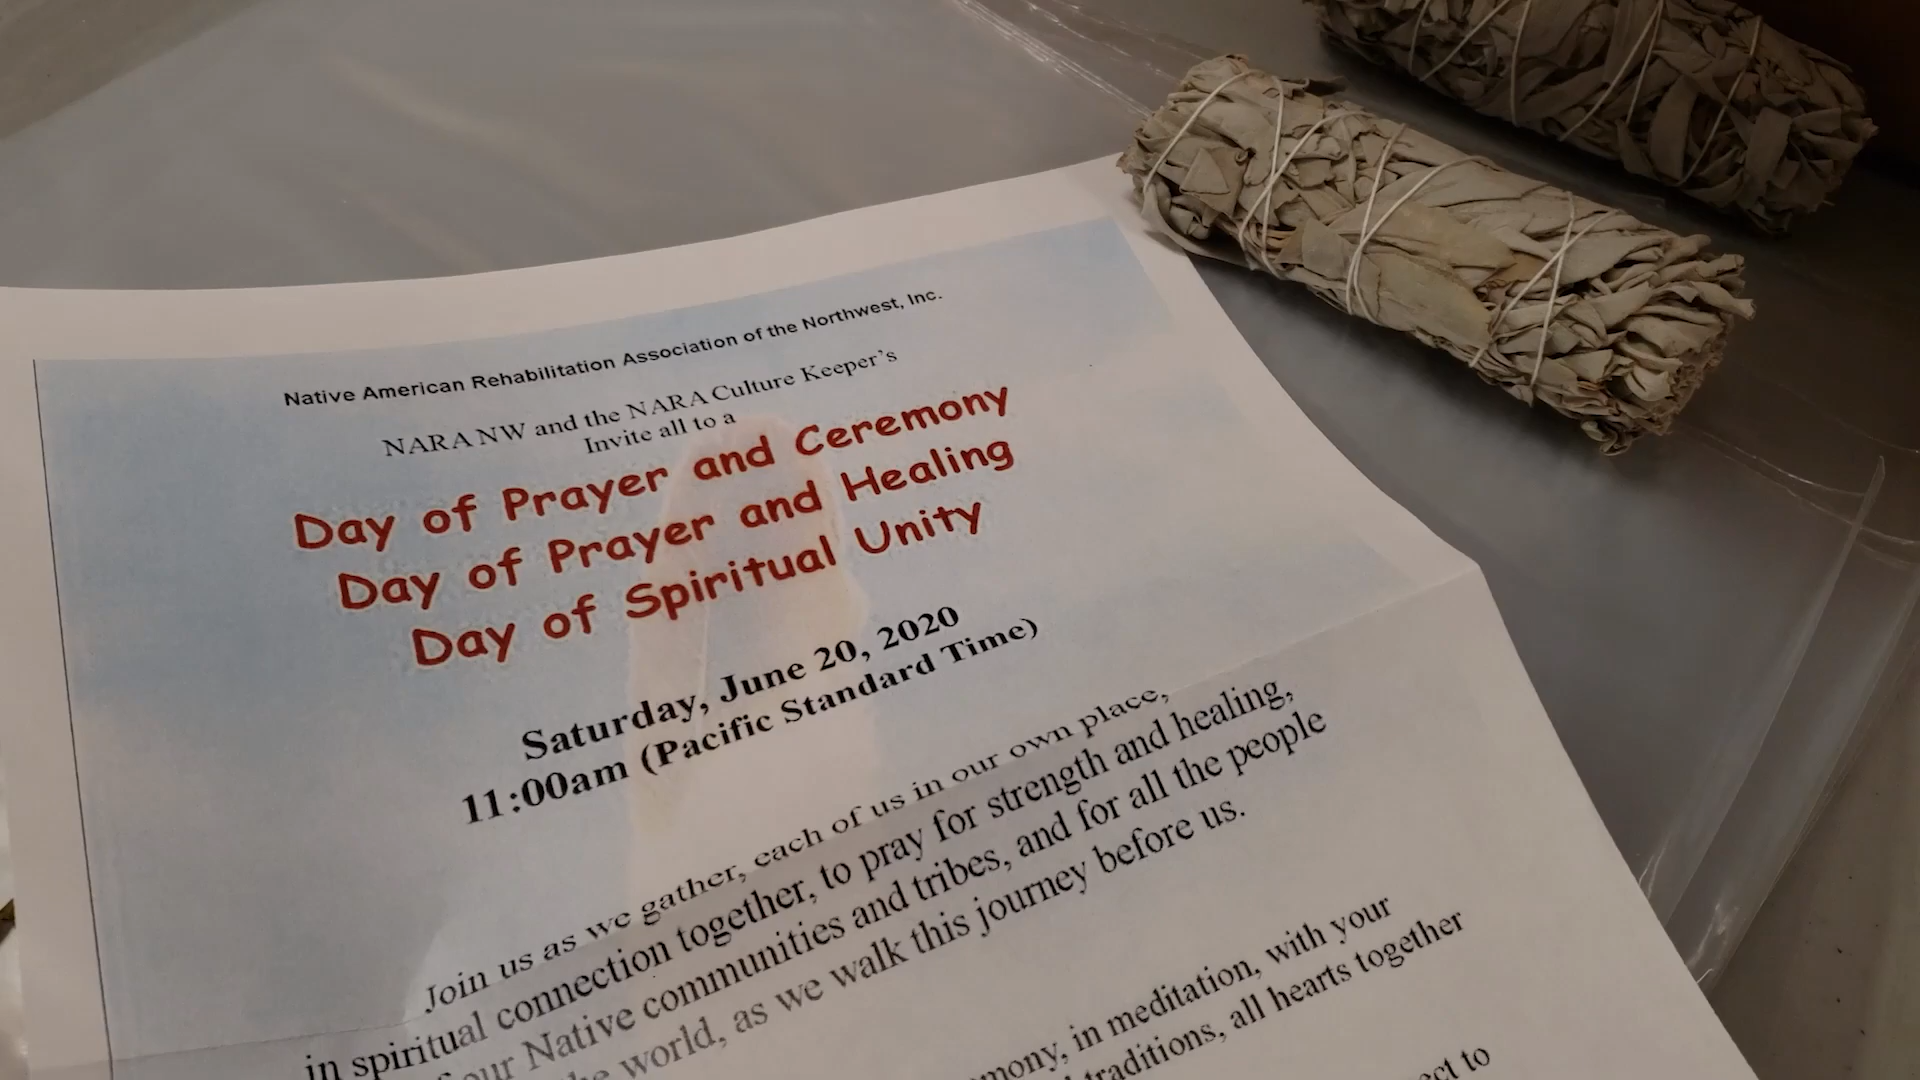 Native American Rehabilitation Association of the Northwest, Inc.
NARA NW and the NARA Culture Keeper's
Invite all to a
Day of Prayer and Ceremony
Day of Prayer and Healing
Day of Spiritual Unity
Saturday, June 20, 2020
11:00am (Pacific Standard Time)
Join us as we gather, each of us in our own place,
in spiritual connection together, to pray for strength and healing,
our Native communities and tribes, and for all the people
world, as we walk this journey before us.
in meditation, with your
traditions, all hearts together
to